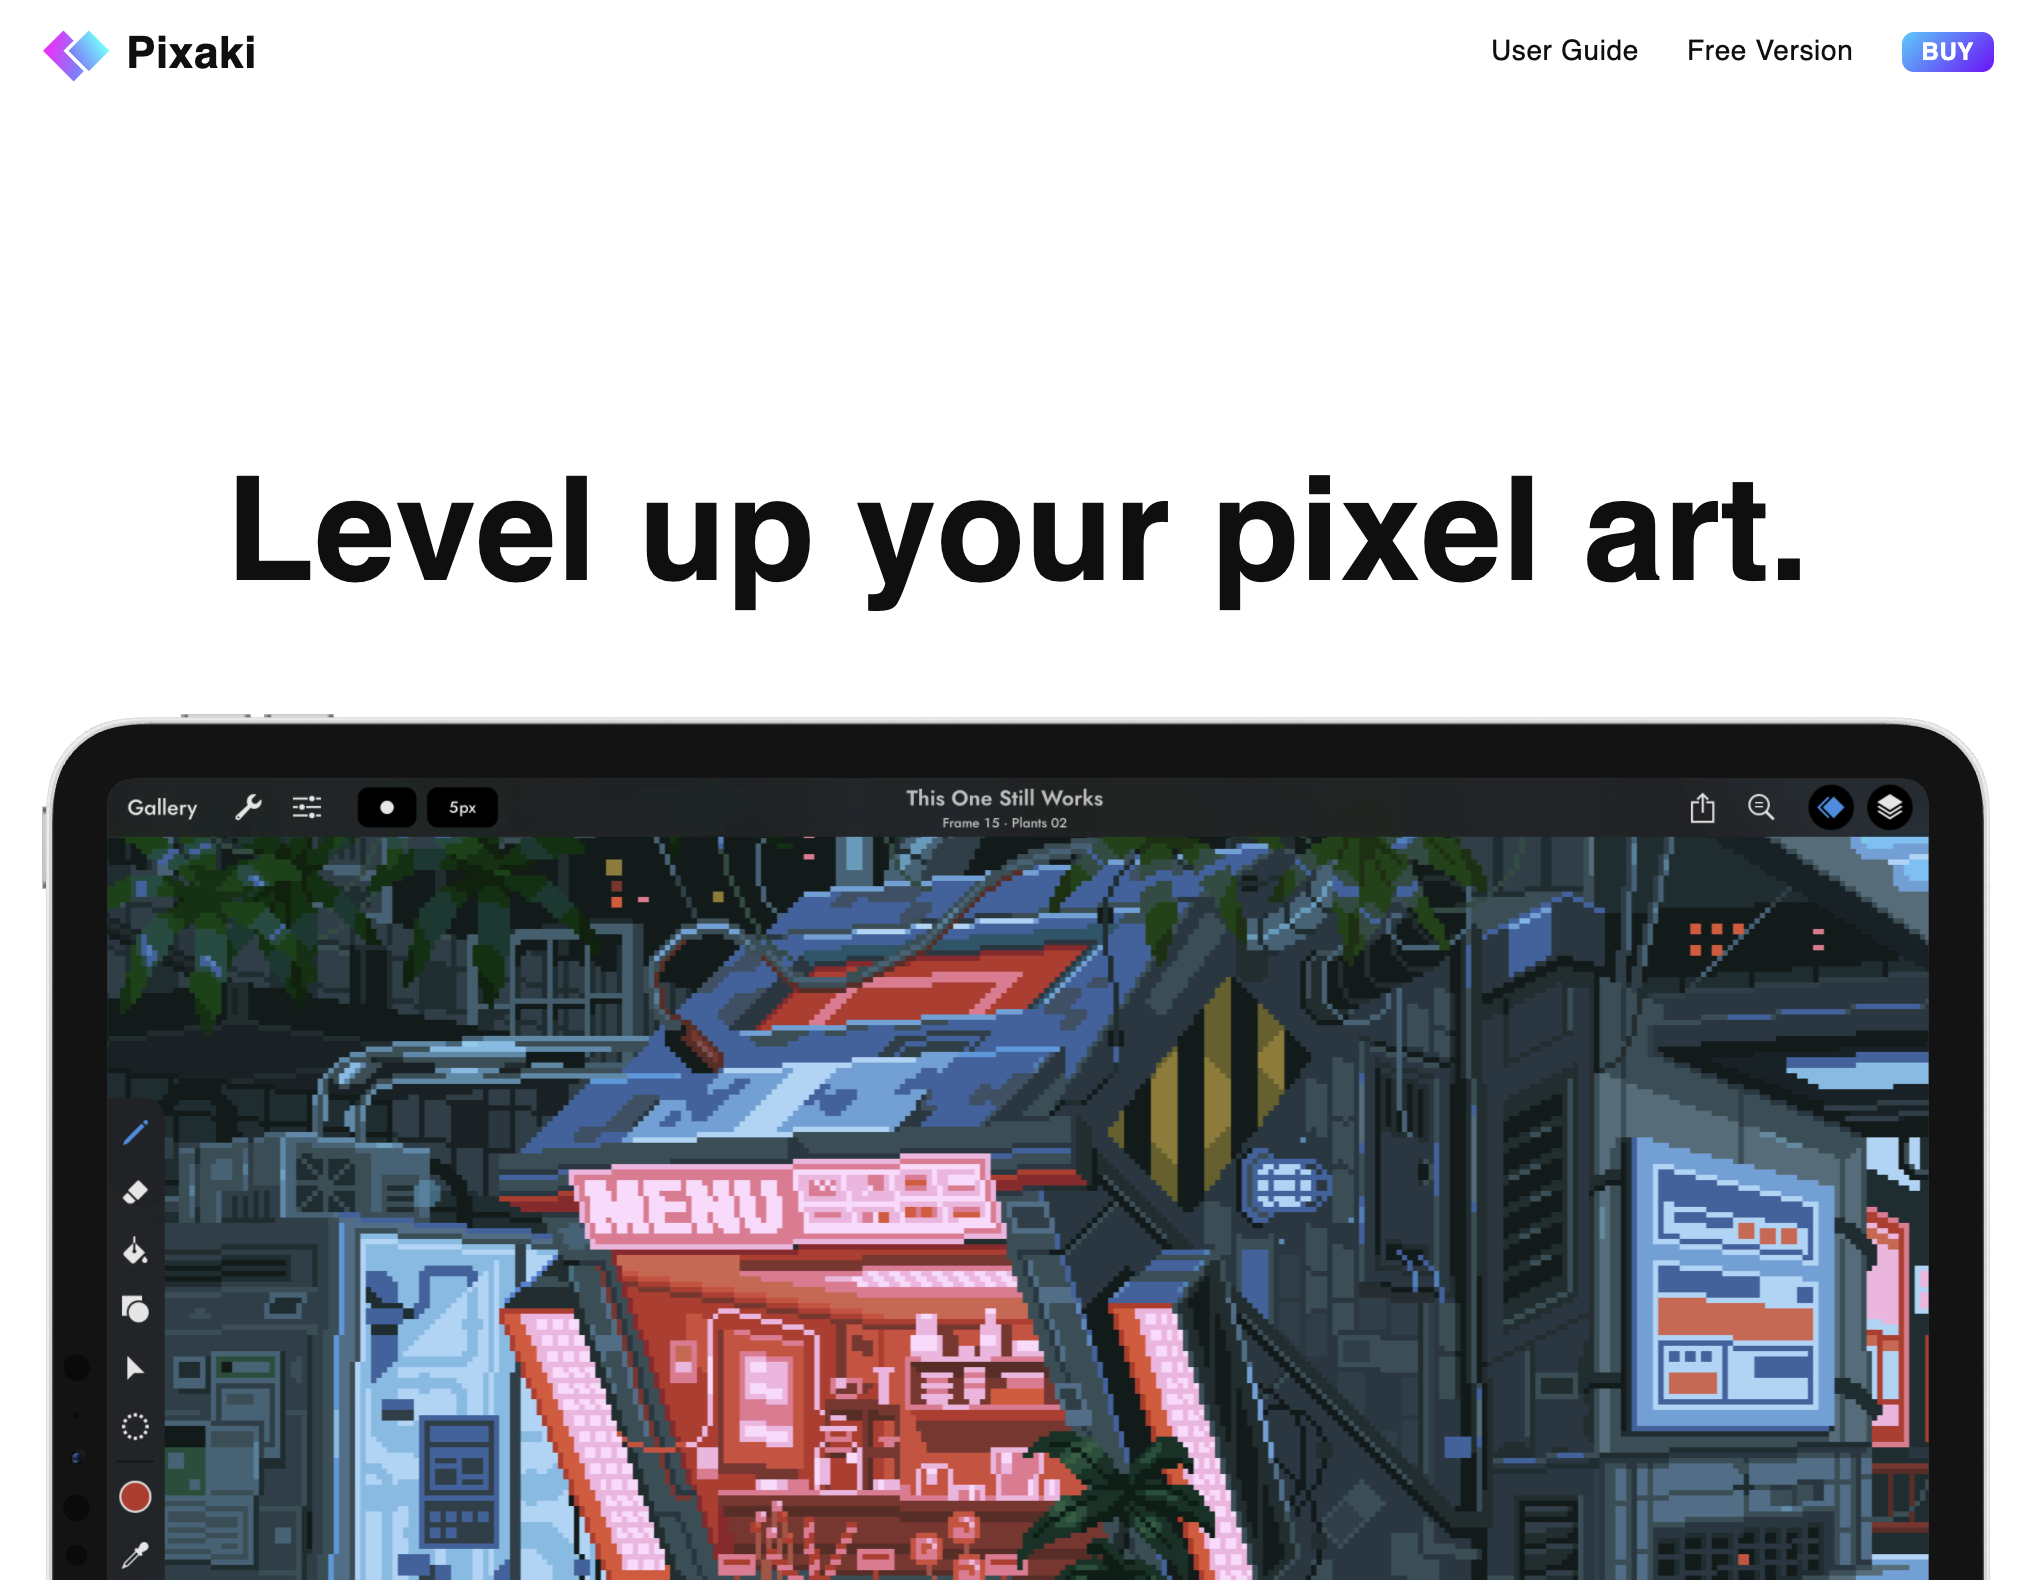 Pixaki
User Guide
Free Version
BUY
Level up your pixel art.
Gallery
5px
This One Still Works
Frame 15 · Plants 02
MENU